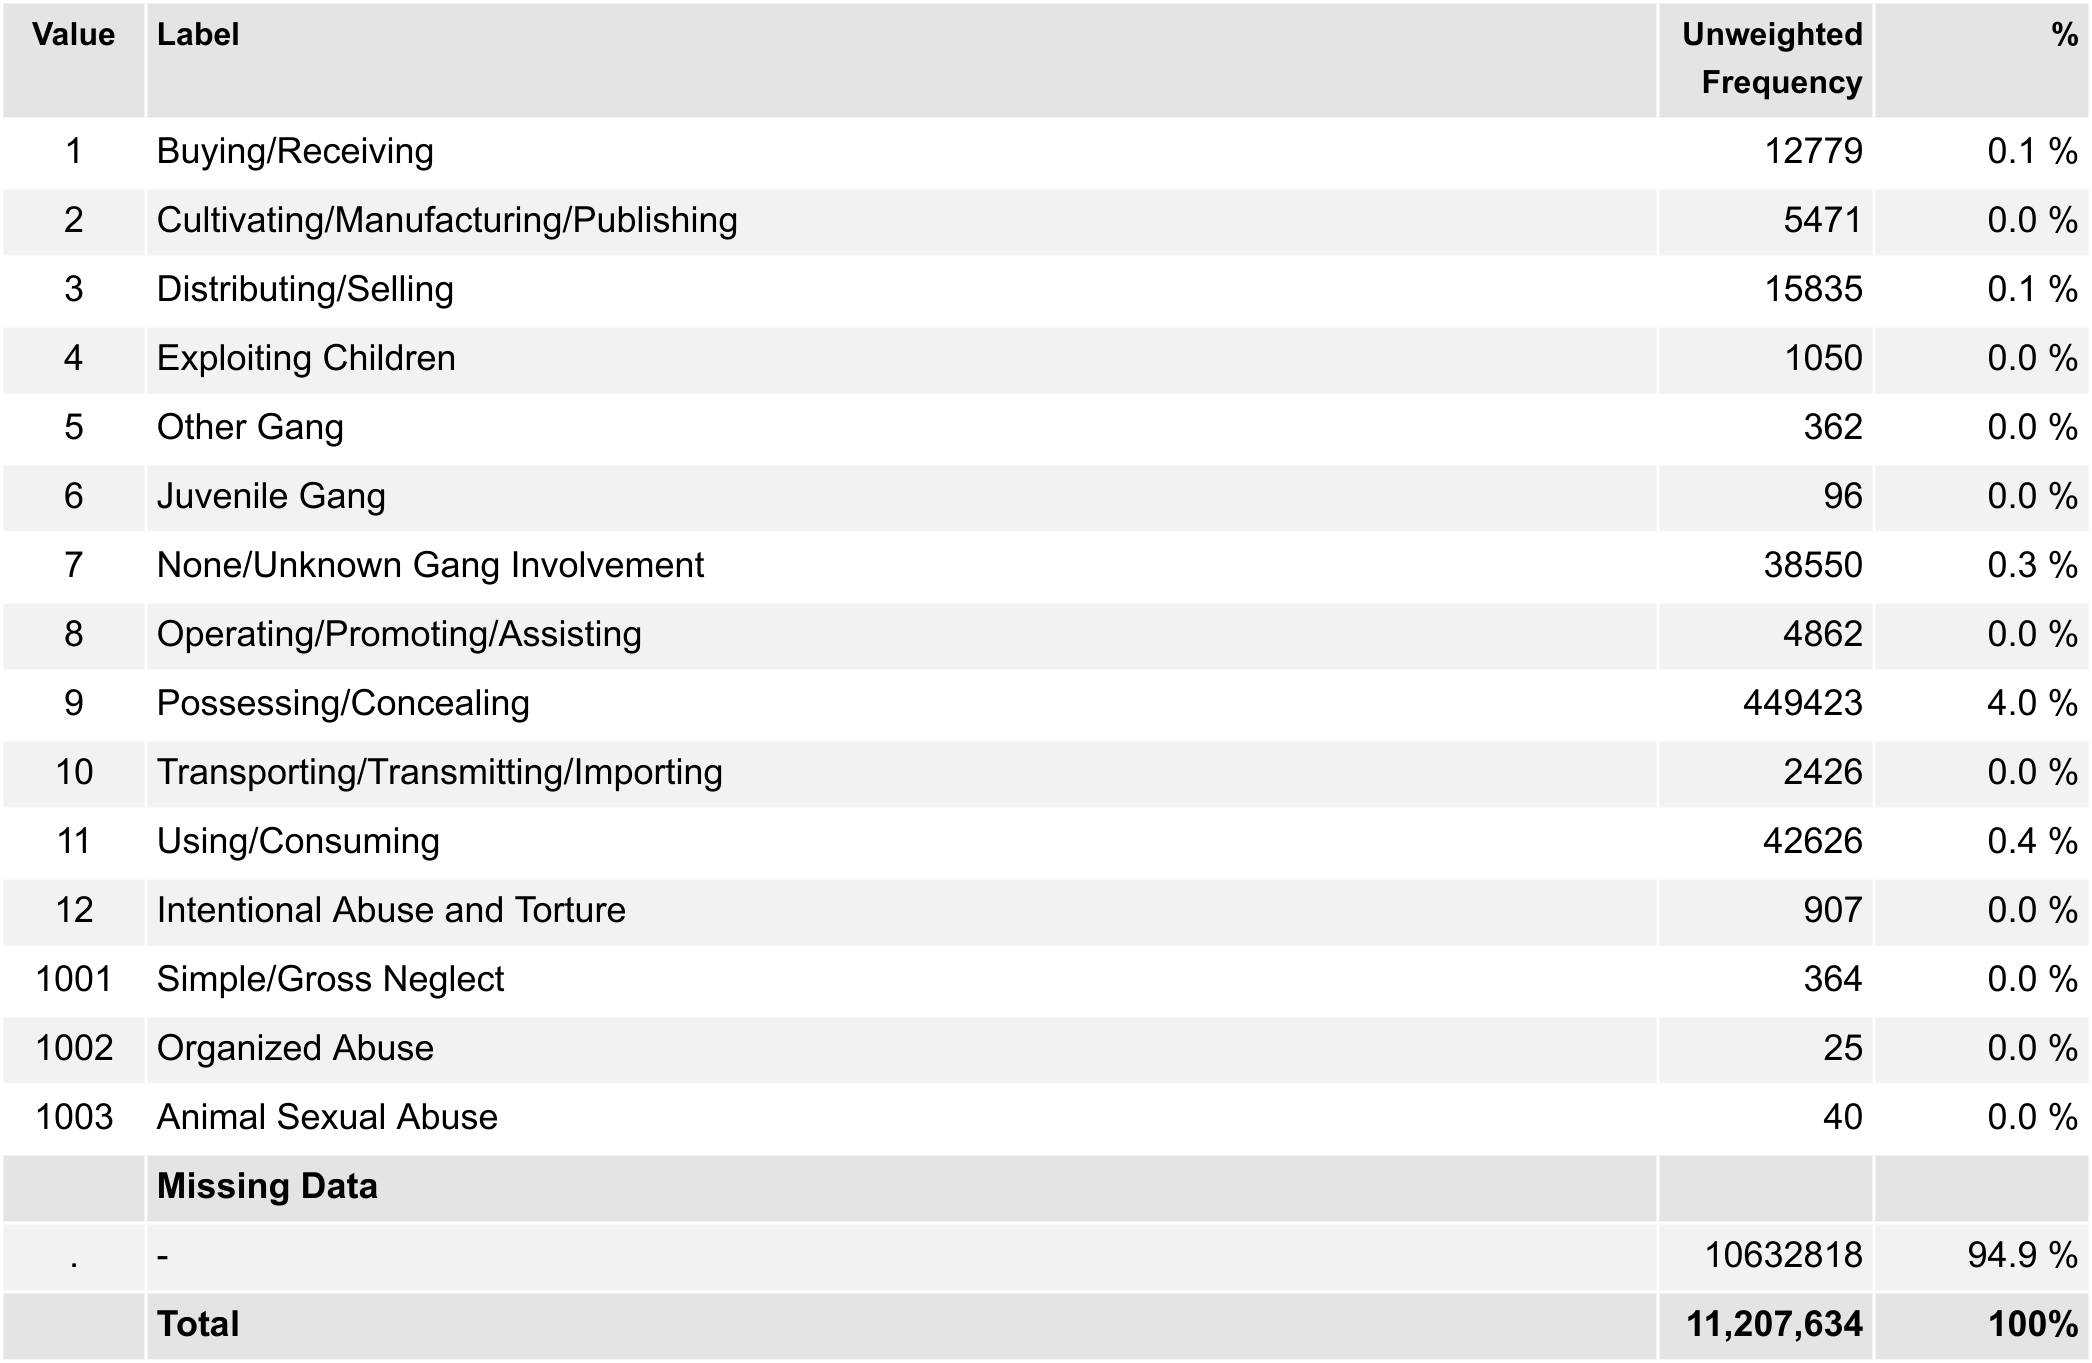 Value Label Unweighted Frequency %
1 Buying/Receiving 12779 0.1 %
2 Cultivating/Manufacturing/Publishing 5471 0.0 %
3 Distributing/Selling 15835 0.1 %
4 Exploiting Children 1050 0.0 %
5 Other Gang 362 0.0 %
6 Juvenile Gang 96 0.0 %
7 None/Unknown Gang Involvement 38550 0.3 %
8 Operating/Promoting/Assisting 4862 0.0 %
9 Possessing/Concealing 449423 4.0 %
10 Transporting/Transmitting/Importing 2426 0.0 %
11 Using/Consuming 42626 0.4 %
12 Intentional Abuse and Torture 907 0.0 %
1001 Simple/Gross Neglect 364 0.0 %
1002 Organized Abuse 25 0.0 %
1003 Animal Sexual Abuse 40 0.0 %
Missing Data
. - 10632818 94.9 %
Total 11,207,634 100%